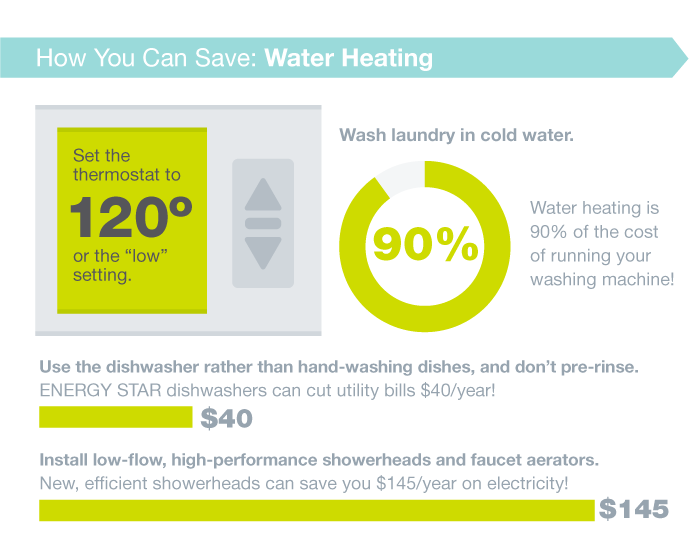 How You Can Save: Water Heating
Set the
thermostat to
120º
or the “low”
setting.
Wash laundry in cold water.
90%
Water heating is
90% of the cost
of running your
washing machine!
Use the dishwasher rather than hand-washing dishes, and don’t pre-rinse.
ENERGY STAR dishwashers can cut utility bills $40/year!
$40
Install low-flow, high-performance showerheads and faucet aerators.
New, efficient showerheads can save you $145/year on electricity!
$145